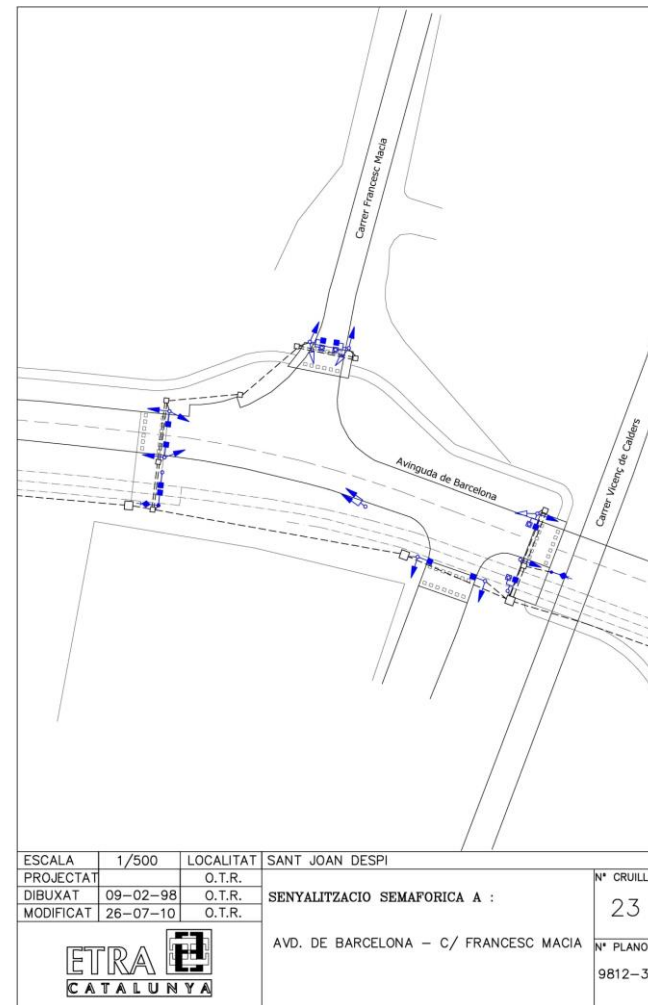 Carrer Francesc Macia
Avinguda de Barcelona
Carrer Vicenç de Calders
ESCALA 1/500 LOCALITAT SANT JOAN DESPI
PROJECTAT O.T.R.
DIBUXAT 09-02-98 O.T.R.
MODIFICAT 26-07-10 O.T.R.
SENYALITZACIO SEMAFORICA A :
AVD. DE BARCELONA - C/ FRANCESC MACIA
Nº CRUILL
23
Nº PLANO
9812-3
ETRA
CATALUNYA